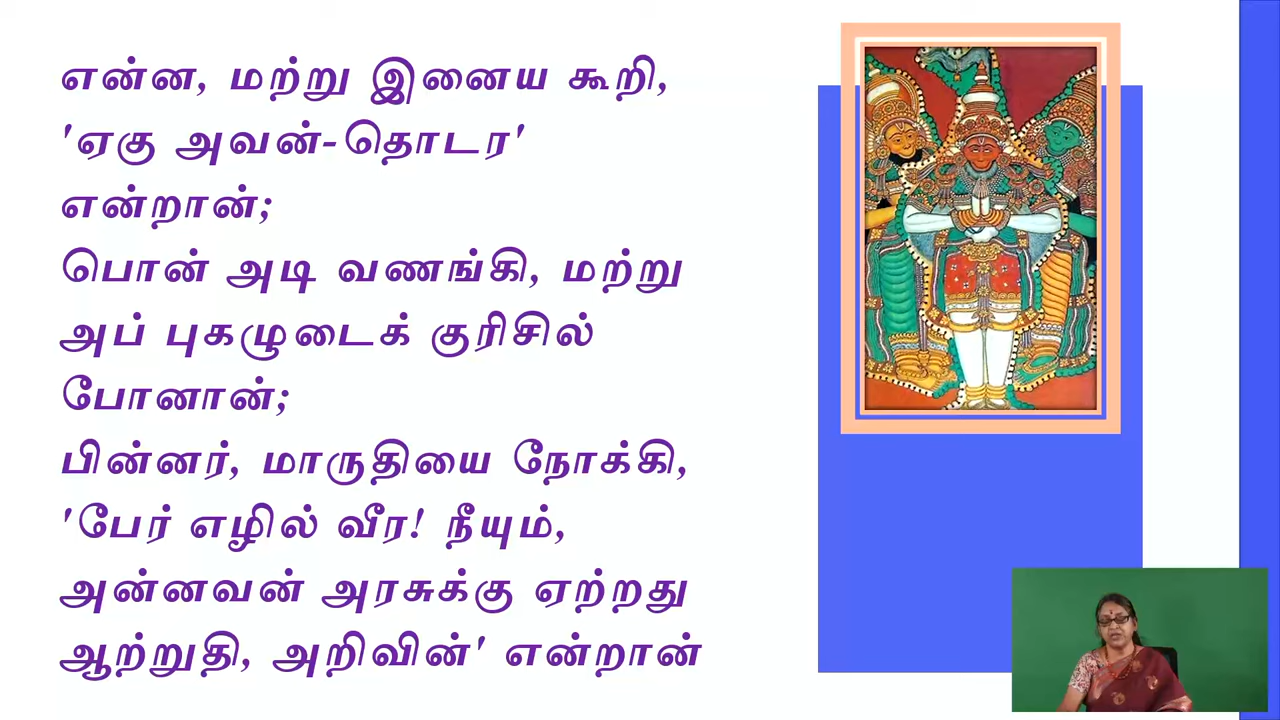 என்ன, மற்று இனைய கூறி,
'ஏகு அவன்-தொடர'
என்றான்;
பொன் அடி வணங்கி, மற்று
அப் புகழுடைக் குரிசில்
போனான்;
பின்னர், மாருதியை நோக்கி,
'பேர் எழில் வீர! நீயும்,
அன்னவன் அரசுக்கு ஏற்றது
ஆற்றுதி, அறிவின்' என்றான்